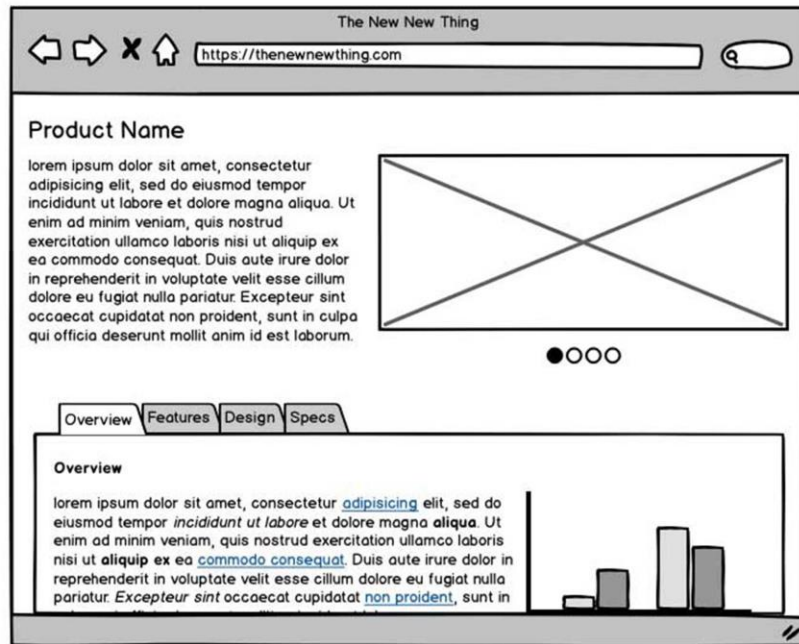 The New New Thing
https://thenewnewthing.com
Product Name
lorem ipsum dolor sit amet, consectetur
adipisicing elit, sed do eiusmod tempor
incididunt ut labore et dolore magna aliqua. Ut
enim ad minim veniam, quis nostrud
exercitation ullamco laboris nisi ut aliquip ex
ea commodo consequat. Duis aute irure dolor
in reprehenderit in voluptate velit esse cillum
dolore eu fugiat nulla pariatur. Excepteur sint
occaecat cupidatat non proident, sunt in culpa
qui officia deserunt mollit anim id est laborum.
Overview Features Design Specs
Overview
lorem ipsum dolor sit amet, consectetur adipisicing elit, sed do
eiusmod tempor incididunt ut labore et dolore magna aliqua. Ut
enim ad minim veniam, quis nostrud exercitation ullamco laboris
nisi ut aliquip ex ea commodo consequat. Duis aute irure dolor in
reprehenderit in voluptate velit esse cillum dolore eu fugiat nulla
pariatur. Excepteur sint occaecat cupidatat non proident, sunt in